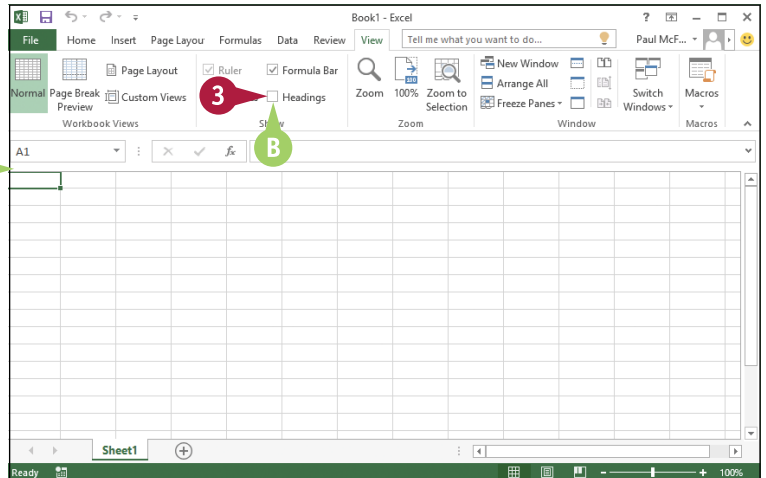 Book1 - Excel
File Home Insert Page Layou Formulas Data Review View Tell me what you want to do... Paul McF...
Normal Page Break Preview
Page Layout
Custom Views
Workbook Views
Ruler Formula Bar
3 Headings
B
Zoom 100% Zoom to Selection
Zoom
New Window
Arrange All
Freeze Panes
Switch Windows
Window
Macros
Macros
A1 fx
Sheet1
Ready 100%